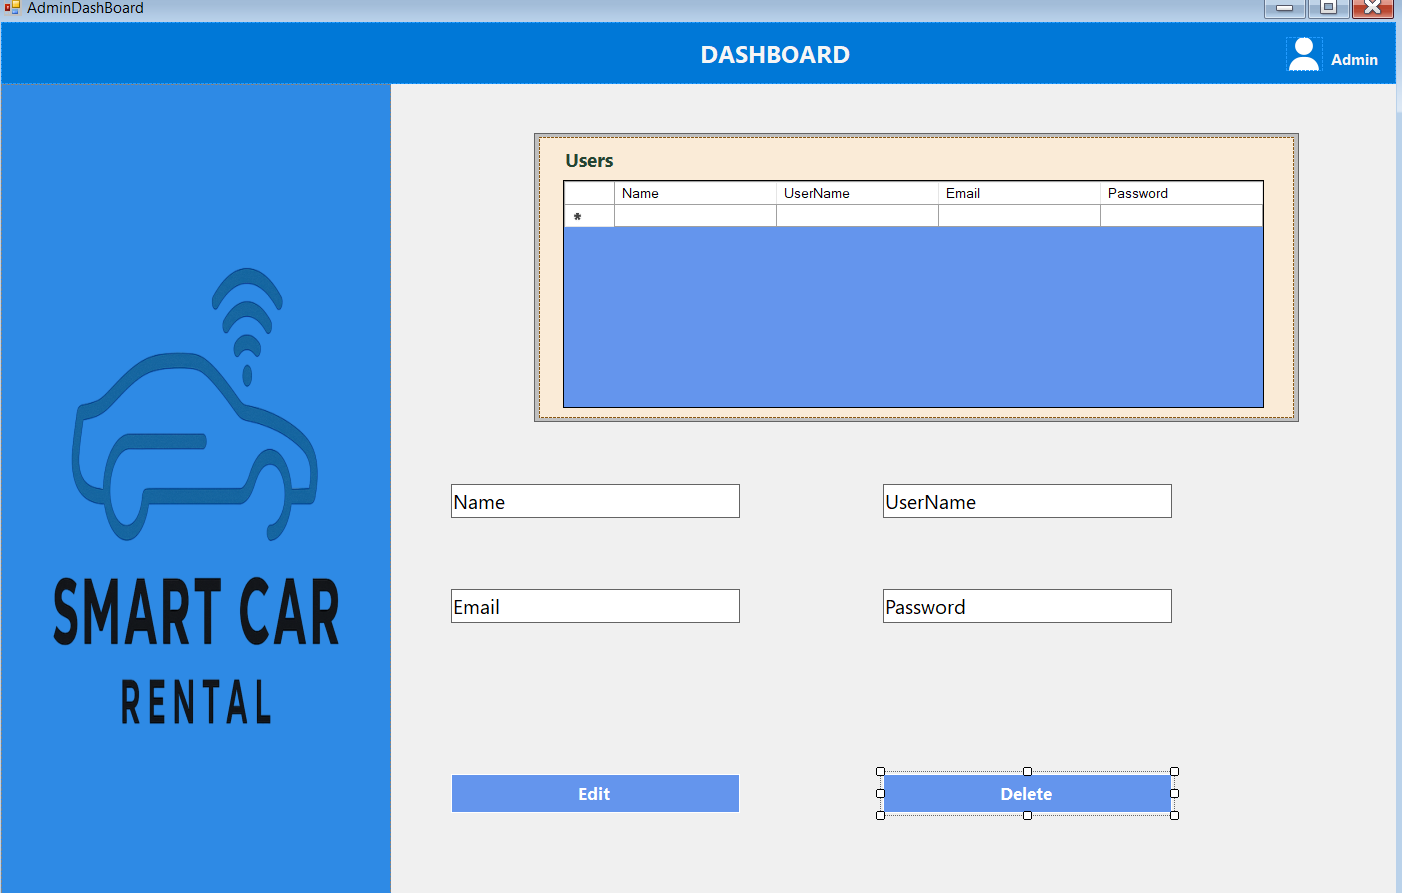 AdminDashBoard
DASHBOARD
Admin
Users
Name UserName Email Password
*
SMART CAR
RENTAL
Name UserName
Email Password
Edit Delete